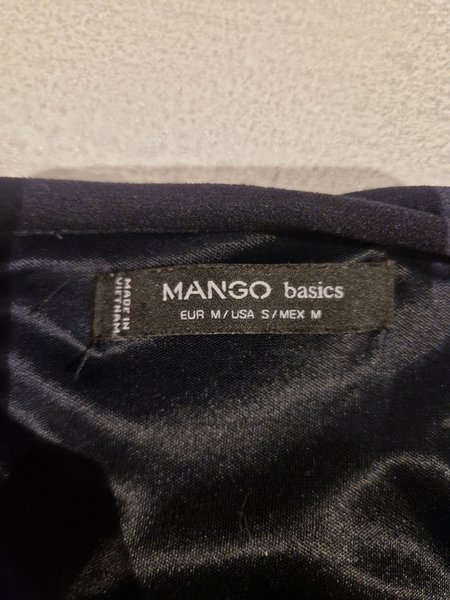 MANGO basics
EUR M/USA S/MEX M
MADE IN
VIETNAM